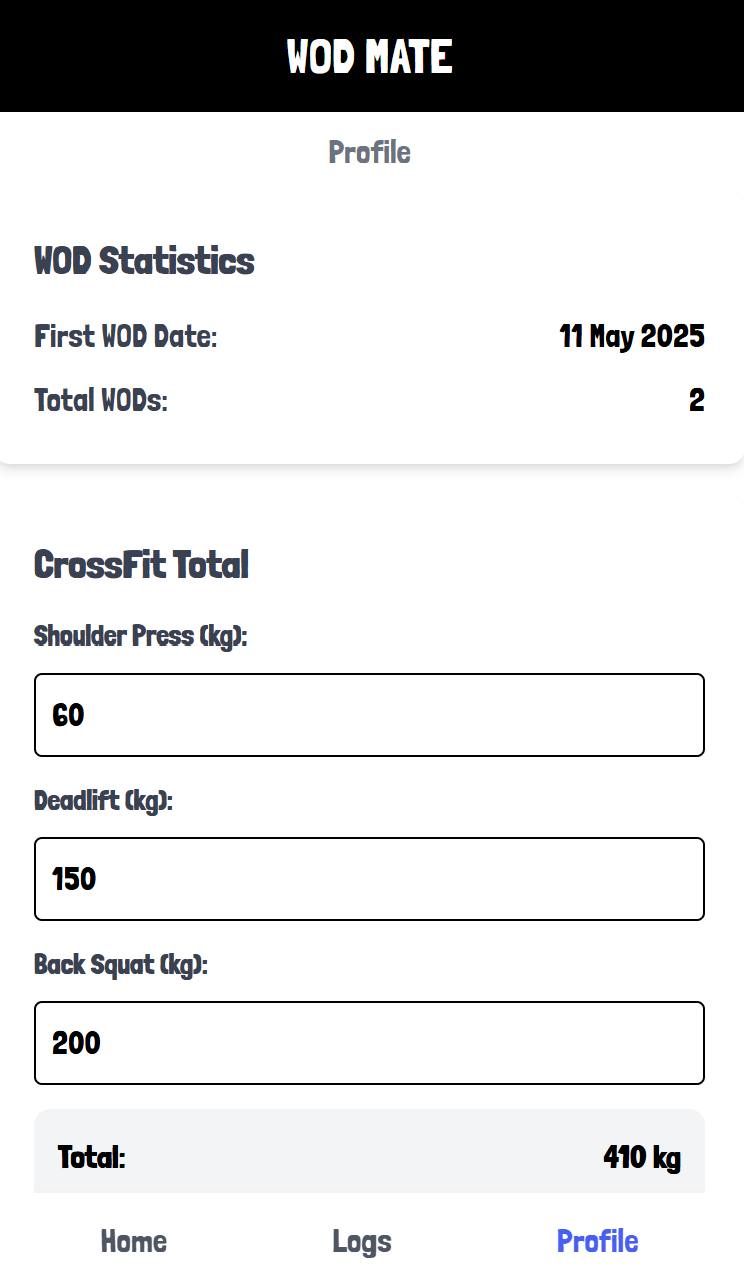 WOD MATE
Profile
WOD Statistics
First WOD Date: 11 May 2025
Total WODs: 2
CrossFit Total
Shoulder Press (kg):
60
Deadlift (kg):
150
Back Squat (kg):
200
Total: 410 kg
Home Logs Profile